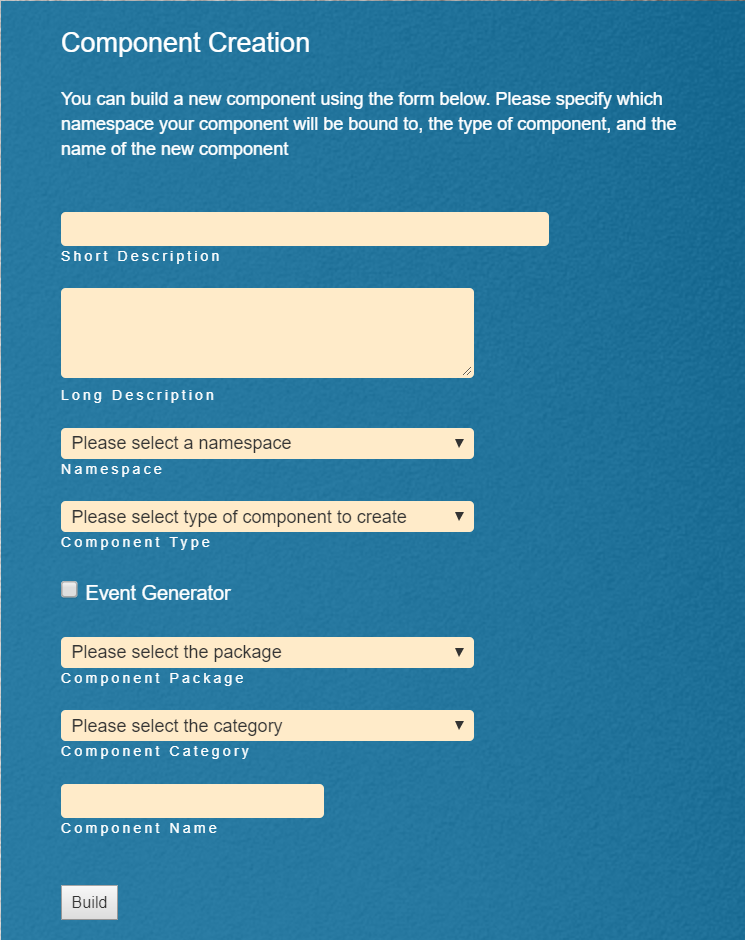 Component Creation
You can build a new component using the form below. Please specify which
namespace your component will be bound to, the type of component, and the
name of the new component
Short Description
Long Description
Please select a namespace
Namespace
Please select type of component to create
Component Type
Event Generator
Please select the package
Component Package
Please select the category
Component Category
Component Name
Build